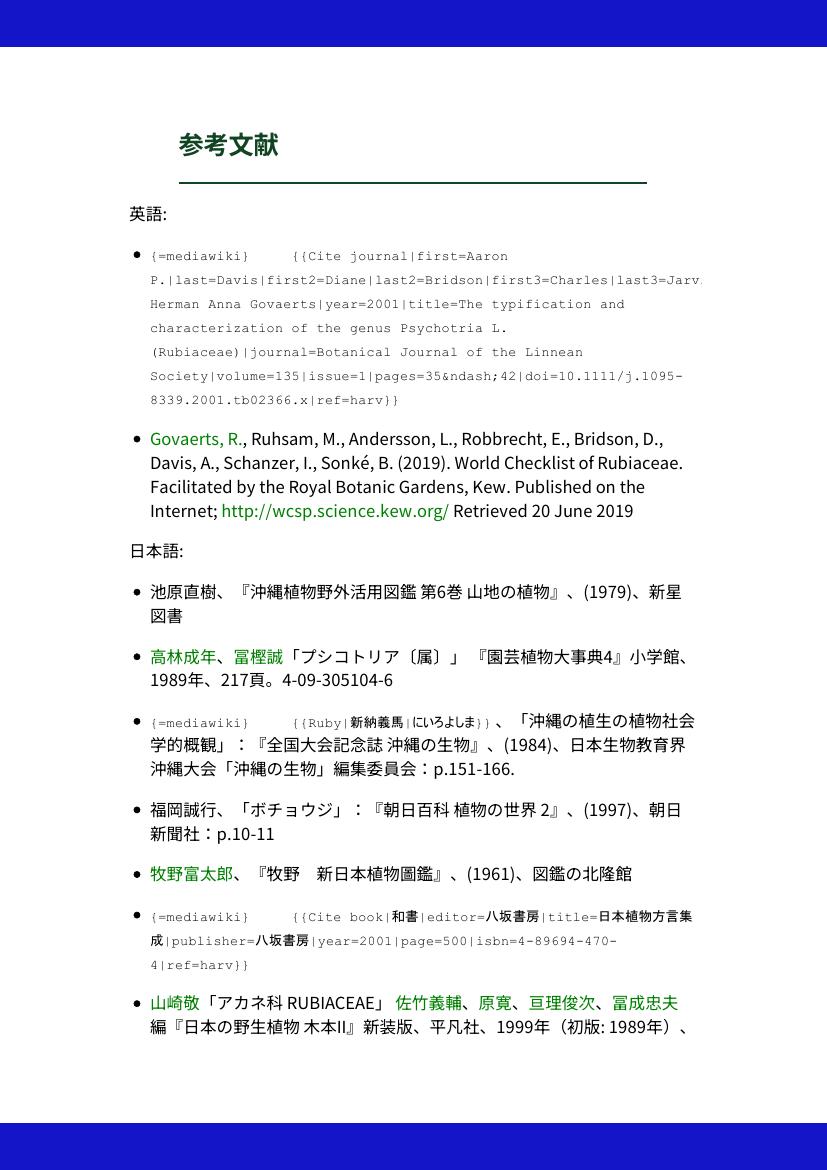 参考文献
英語:
{=mediawiki} {{Cite journal|first=Aaron
P.|last=Davis|first2=Diane|last2=Bridson|first3=Charles|last3=Jarv
Herman Anna Govaerts|year=2001|title=The typification and
characterization of the genus Psychotria L.
(Rubiaceae)|journal=Botanical Journal of the Linnean
Society|volume=135|issue=1|pages=35&ndash;42|doi=10.1111/j.1095-
8339.2001.tb02366.x|ref=harv}}
Govaerts, R., Ruhsam, M., Andersson, L., Robbrecht, E., Bridson, D.,
Davis, A., Schanzer, I., Sonké, B. (2019). World Checklist of Rubiaceae.
Facilitated by the Royal Botanic Gardens, Kew. Published on the
Internet; http://wcsp.science.kew.org/ Retrieved 20 June 2019
日本語:
池原直樹、『沖縄植物野外活用図鑑 第6巻 山地の植物』、(1979)、新星
図書
高林成年、冨樫誠「プシコトリア〔属〕」 『園芸植物大事典4』小学館、
1989年、217頁。4-09-305104-6
{=mediawiki} {{Ruby|新納義馬|にいろよしま}} 、「沖縄の植生の植物社会
学的概観」：『全国大会記念誌 沖縄の生物』、(1984)、日本生物教育界
沖縄大会「沖縄の生物」編集委員会：p.151-166.
福岡誠行、「ボチョウジ」：『朝日百科 植物の世界 2』、(1997)、朝日
新聞社：p.10-11
牧野富太郎、『牧野　新日本植物圖鑑』、(1961)、図鑑の北隆館
{=mediawiki} {{Cite book|和書|editor=八坂書房|title=日本植物方言集
成|publisher=八坂書房|year=2001|page=500|isbn=4-89694-470-
4|ref=harv}}
山崎敬「アカネ科 RUBIACEAE」 佐竹義輔、原寛、亘理俊次、冨成忠夫
編『日本の野生植物 木本II』新装版、平凡社、1999年（初版: 1989年）、